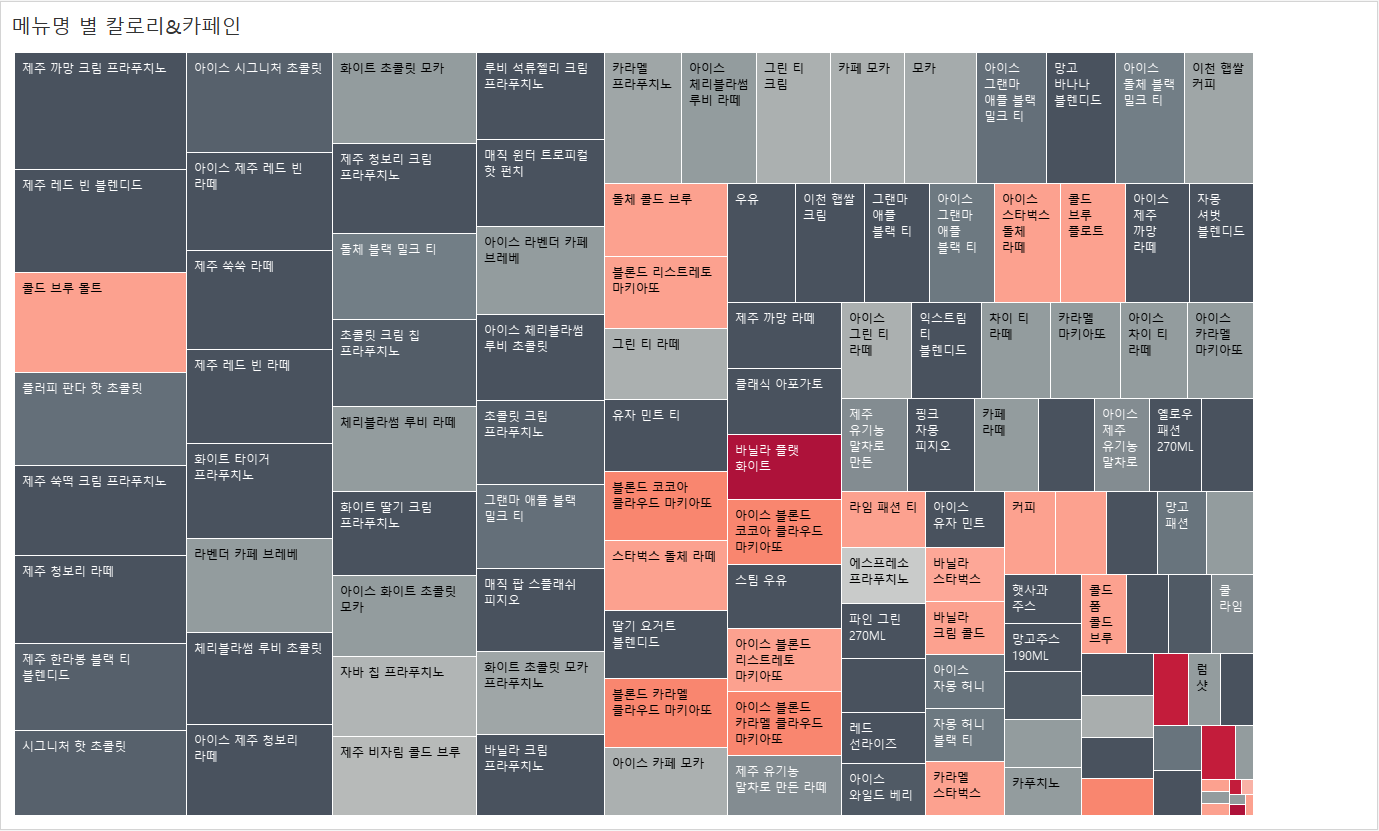 메뉴명 별 칼로리&카페인
제주 까망 크림 프라푸치노
제주 레드 빈 블렌디드
콜드 브루 몰트
플러피 판다 핫 초콜릿
제주 쑥떡 크림 프라푸치노
제주 청보리 라떼
제주 한라봉 블랙 티
블렌디드
시그니처 핫 초콜릿
아이스 시그니처 초콜릿
아이스 제주 레드 빈
라떼
제주 쑥쑥 라떼
제주 레드 빈 라떼
화이트 타이거
프라푸치노
라벤더 카페 브레베
체리블라썸 루비 초콜릿
아이스 제주 청보리
라떼
화이트 초콜릿 모카
제주 청보리 크림
프라푸치노
돌체 블랙 밀크 티
초콜릿 크림 칩
프라푸치노
체리블라썸 루비 라떼
화이트 딸기 크림
프라푸치노
아이스 화이트 초콜릿
모카
자바 칩 프라푸치노
제주 비자림 콜드 브루
루비 석류젤리 크림
프라푸치노
매직 윈터 트로피컬
핫 펀치
아이스 라벤더 카페
브레베
아이스 체리블라썸
루비 초콜릿
초콜릿 크림
프라푸치노
그랜마 애플 블랙
밀크 티
매직 팝 스플래쉬
피지오
화이트 초콜릿 모카
프라푸치노
바닐라 크림
프라푸치노
카라멜
프라푸치노
아이스
체리블라썸
루비 라떼
그린 티
크림
카페 모카
모카
아이스
그랜마
애플 블랙
밀크 티
망고
바나나
블렌디드
아이스
돌체 블랙
밀크 티
이천 햅쌀
커피
돌체 콜드 브루
블론드 리스트레토
마키아또
그린 티 라떼
유자 민트 티
블론드 코코아
클라우드 마키아또
스타벅스 돌체 라떼
딸기 요거트
블렌디드
블론드 카라멜
클라우드 마키아또
아이스 카페 모카
우유
이천 햅쌀
크림
그랜마
애플
블랙 티
아이스
그랜마
애플
블랙 티
아이스
스타벅스
돌체
라떼
콜드
브루
플로트
아이스
제주
까망
라떼
자몽
셔벗
블렌디드
제주 까망 라떼
클래식 아포가토
바닐라 플랫
화이트
아이스 블론드
코코아 클라우드
마키아또
스팀 우유
아이스 블론드
리스트레토
마키아또
아이스 블론드
카라멜 클라우드
마키아또
제주 유기농
말차로 만든 라떼
아이스
그린 티
라떼
익스트림
티
블렌디드
차이 티
라떼
카라멜
마키아또
아이스
차이 티
라떼
아이스
카라멜
마키아또
제주
유기농
말차로
만든
핑크
자몽
피지오
카페
라떼
아이스
제주
유기농
말차로
옐로우
패션
270ML
라임 패션 티
아이스
유자 민트
커피
망고
패션
에스프레소
프라푸치노
바닐라
스타벅스
햇사과
주스
콜드
폼
콜드
브루
쿨
라임
파인 그린
270ML
바닐라
크림 콜드
망고주스
190ML
아이스
자몽 허니
럼
샷
레드
선라이즈
자몽 허니
블랙 티
아이스
와일드 베리
카라멜
스타벅스
카푸치노